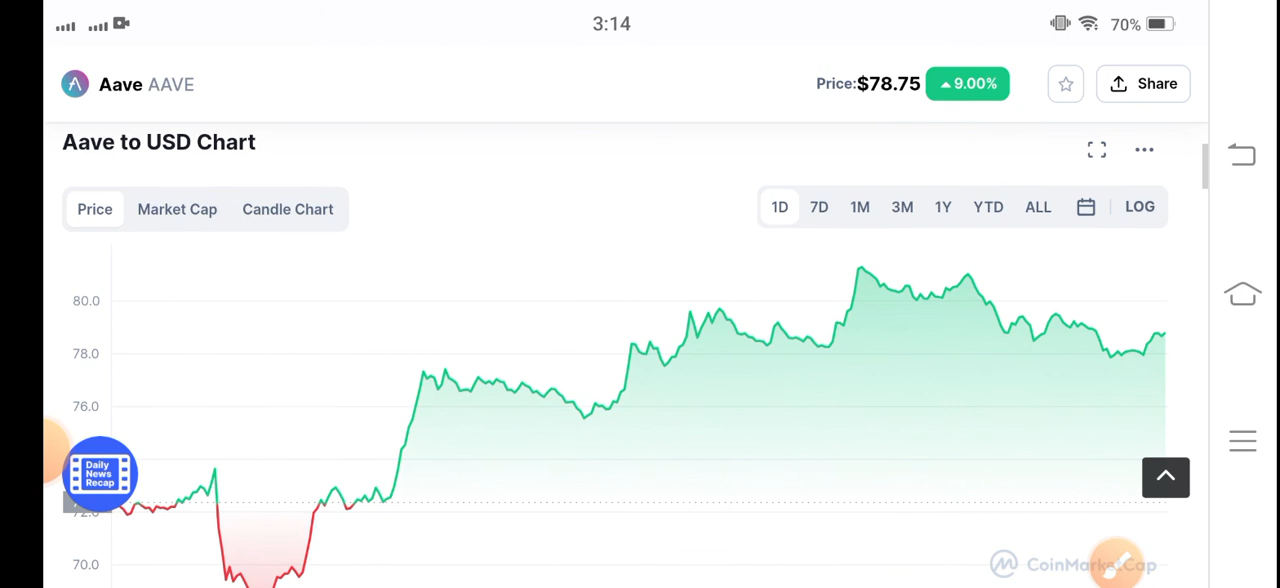 3:14
70%
Aave AAVE
Price:$78.75 9.00%
Share
Aave to USD Chart
Price Market Cap Candle Chart
1D 7D 1M 3M 1Y YTD ALL LOG
80.0
78.0
76.0
Daily
News
Recap
72.0
70.0
CoinMarketCap